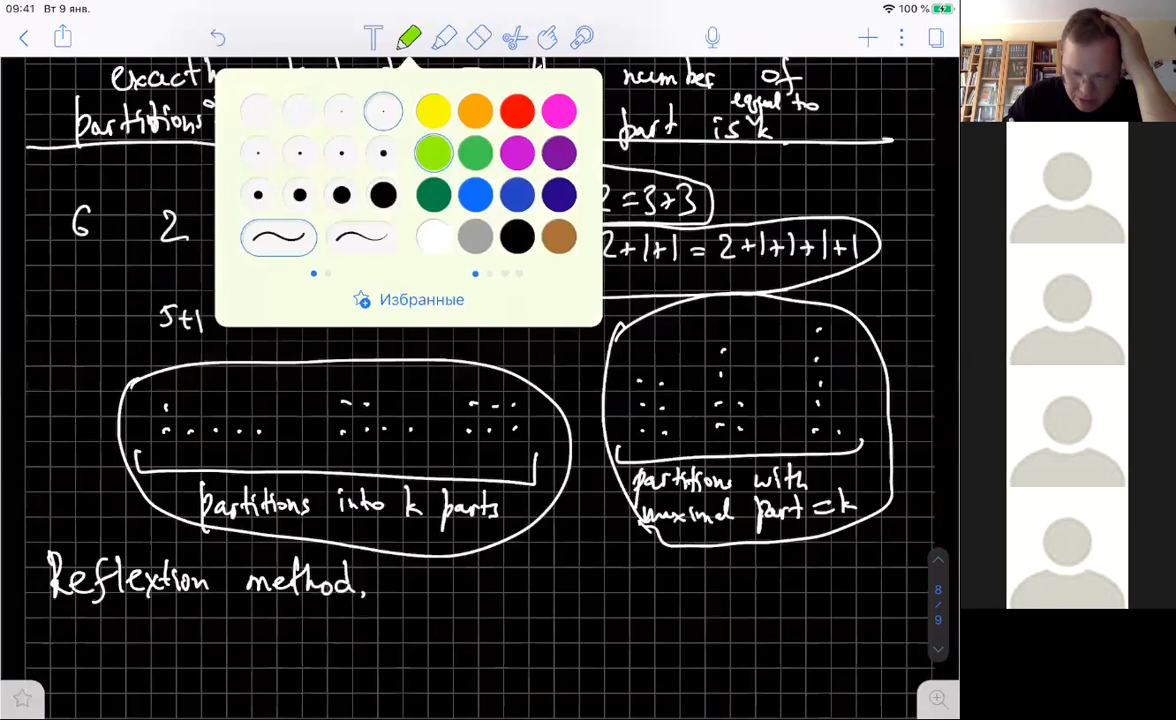 09:41 Вт 9 янв. 100 %
number of
partitions
equal to
part is k
6 2
2=3+3
2+1+1 = 2+1+1+1+1
Избранные
5+1
partitions into k parts
partitions with
maximal part = k
Reflextion method.
8
/
9